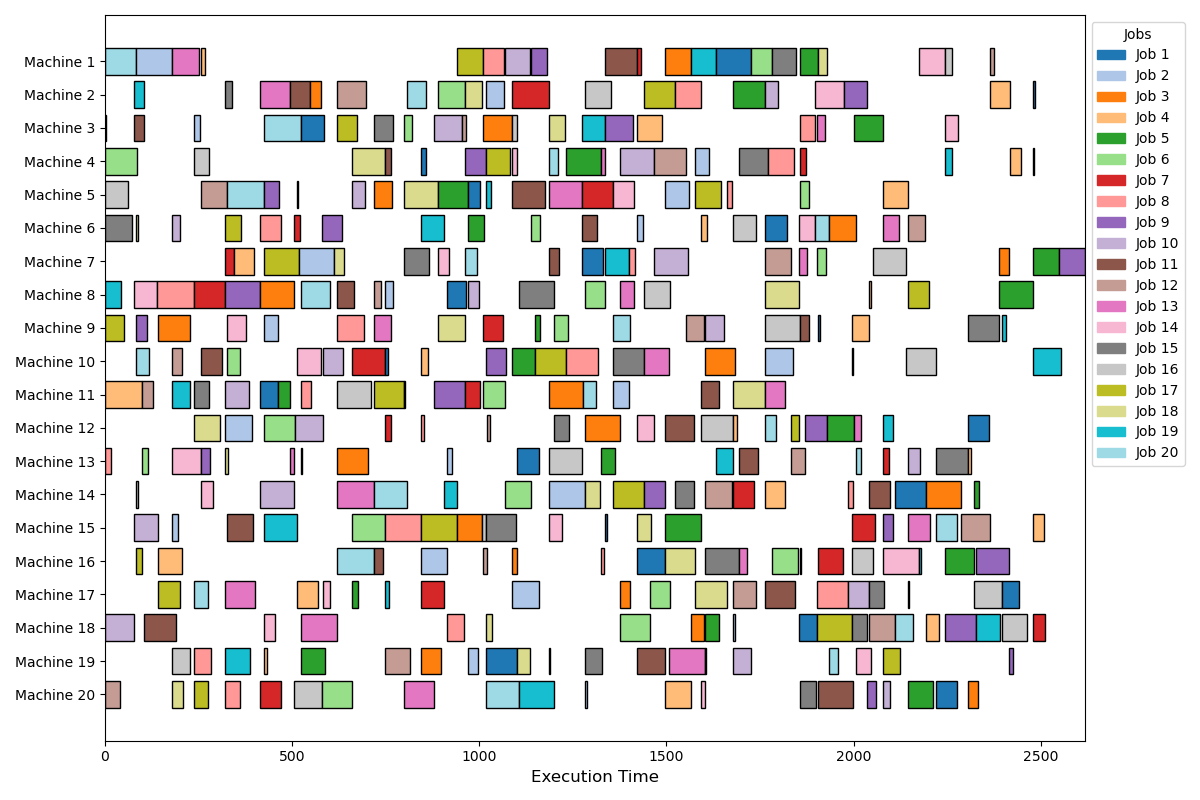 Machine 1
Machine 2
Machine 3
Machine 4
Machine 5
Machine 6
Machine 7
Machine 8
Machine 9
Machine 10
Machine 11
Machine 12
Machine 13
Machine 14
Machine 15
Machine 16
Machine 17
Machine 18
Machine 19
Machine 20
0 500 1000 1500 2000 2500
Execution Time
Jobs
Job 1
Job 2
Job 3
Job 4
Job 5
Job 6
Job 7
Job 8
Job 9
Job 10
Job 11
Job 12
Job 13
Job 14
Job 15
Job 16
Job 17
Job 18
Job 19
Job 20